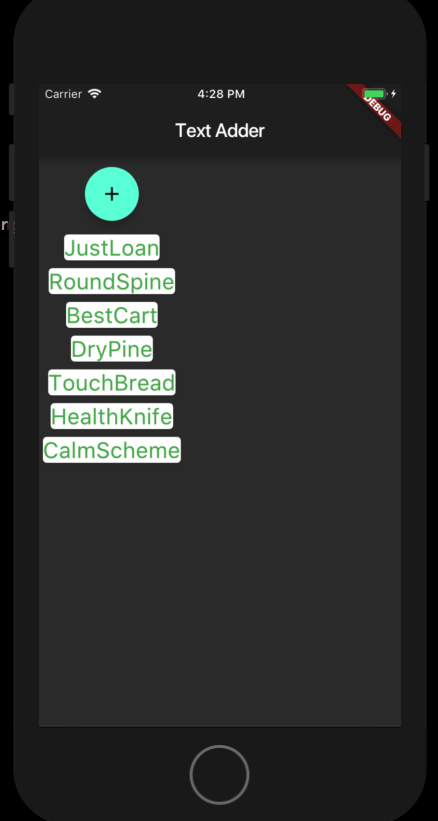 Carrier 4:28 PM
DEBUG
Text Adder
+
JustLoan
RoundSpine
BestCart
DryPine
TouchBread
HealthKnife
CalmScheme